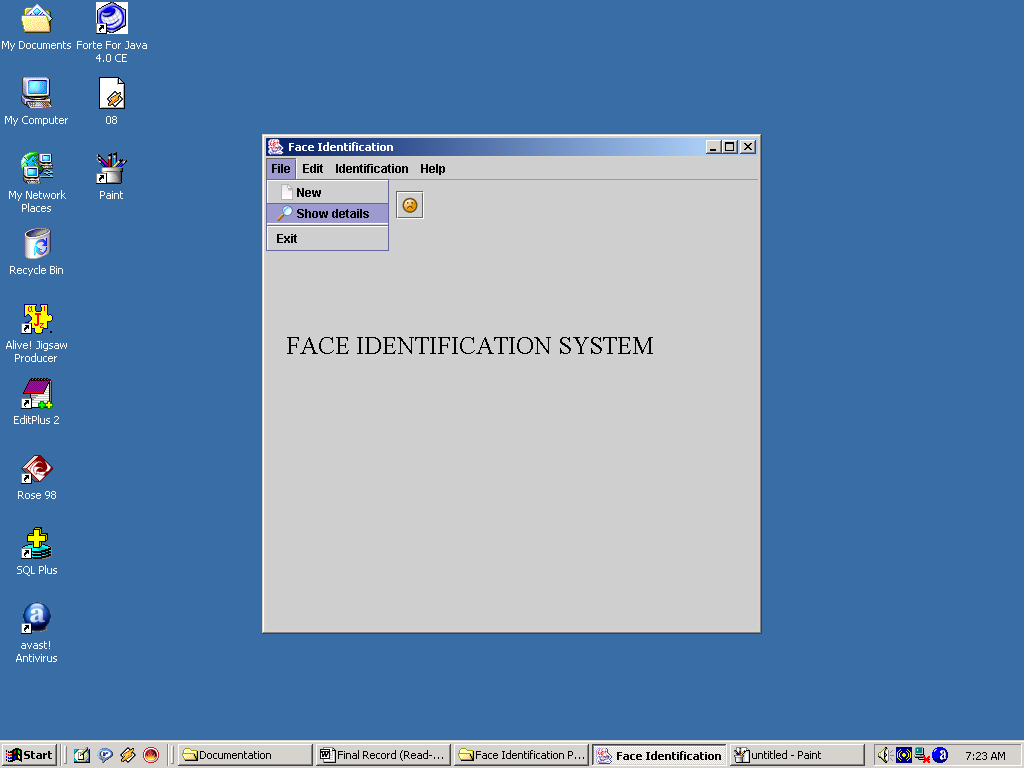 My Documents
Forte For Java
4.0 CE
My Computer
08
My Network
Places
Paint
Recycle Bin
Alive! Jigsaw
Producer
EditPlus 2
Rose 98
SQL Plus
avast!
Antivirus
Face Identification
File Edit Identification Help
New
Show details
Exit
FACE IDENTIFICATION SYSTEM
Start
Documentation
Final Record (Read-...
Face Identification P...
Face Identification
untitled - Paint
7:23 AM